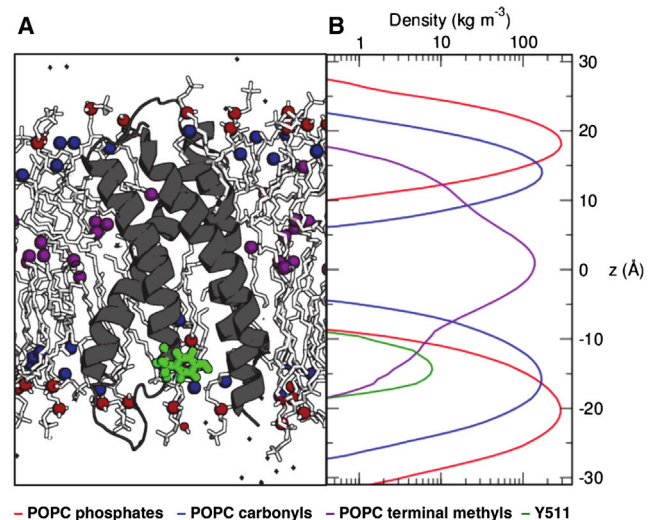 A
B
Density (kg m-3)
1 10 100
30
20
10
0
z (Å)
-10
-20
-30
POPC phosphates POPC carbonyls POPC terminal methyls Y511